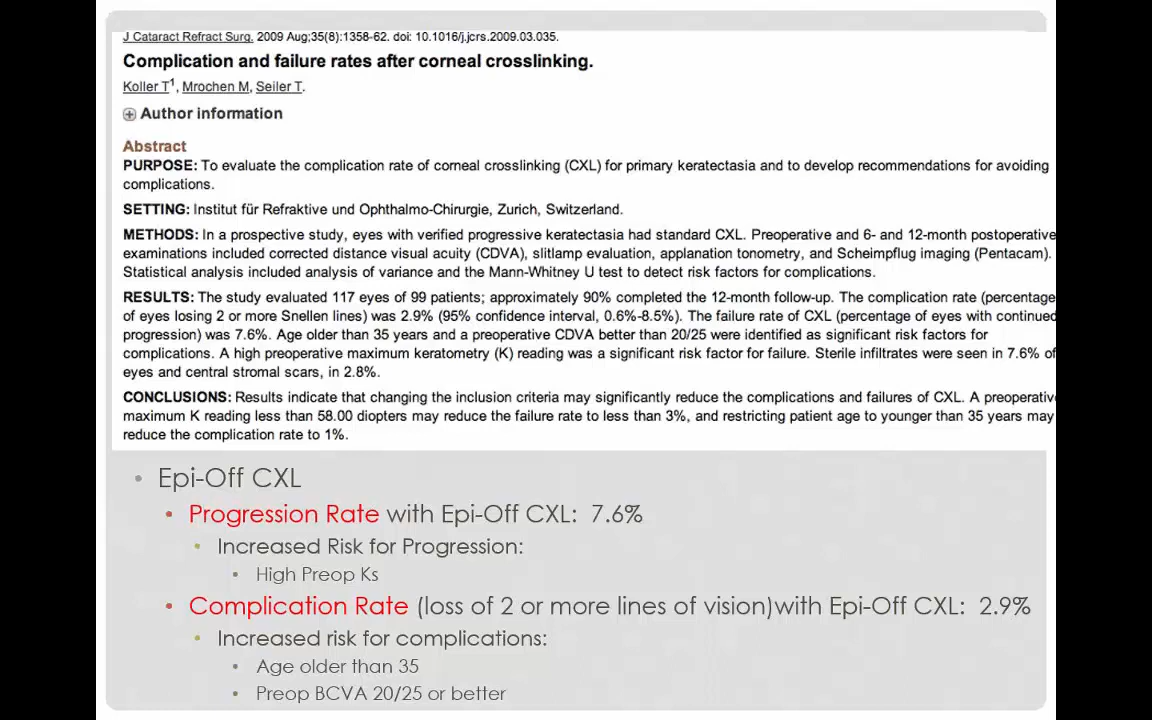 J Cataract Refract Surg. 2009 Aug;35(8):1358-62. doi: 10.1016/j.jcrs.2009.03.035.
Complication and failure rates after corneal crosslinking.
Koller T1, Mrochen M, Seiler T.
Author information
Abstract
PURPOSE: To evaluate the complication rate of corneal crosslinking (CXL) for primary keratectasia and to develop recommendations for avoiding
complications.
SETTING: Institut für Refraktive und Ophthalmo-Chirurgie, Zurich, Switzerland.
METHODS: In a prospective study, eyes with verified progressive keratectasia had standard CXL. Preoperative and 6- and 12-month postoperative
examinations included corrected distance visual acuity (CDVA), slitlamp evaluation, applanation tonometry, and Scheimpflug imaging (Pentacam).
Statistical analysis included analysis of variance and the Mann-Whitney U test to detect risk factors for complications.
RESULTS: The study evaluated 117 eyes of 99 patients; approximately 90% completed the 12-month follow-up. The complication rate (percentage
of eyes losing 2 or more Snellen lines) was 2.9% (95% confidence interval, 0.6%-8.5%). The failure rate of CXL (percentage of eyes with continued
progression) was 7.6%. Age older than 35 years and a preoperative CDVA better than 20/25 were identified as significant risk factors for
complications. A high preoperative maximum keratometry (K) reading was a significant risk factor for failure. Sterile infiltrates were seen in 7.6% of
eyes and central stromal scars, in 2.8%.
CONCLUSIONS: Results indicate that changing the inclusion criteria may significantly reduce the complications and failures of CXL. A preoperative
maximum K reading less than 58.00 diopters may reduce the failure rate to less than 3%, and restricting patient age to younger than 35 years may
reduce the complication rate to 1%.
• Epi-Off CXL
• Progression Rate with Epi-Off CXL: 7.6%
• Increased Risk for Progression:
• High Preop Ks
• Complication Rate (loss of 2 or more lines of vision)with Epi-Off CXL: 2.9%
• Increased risk for complications:
• Age older than 35
• Preop BCVA 20/25 or better